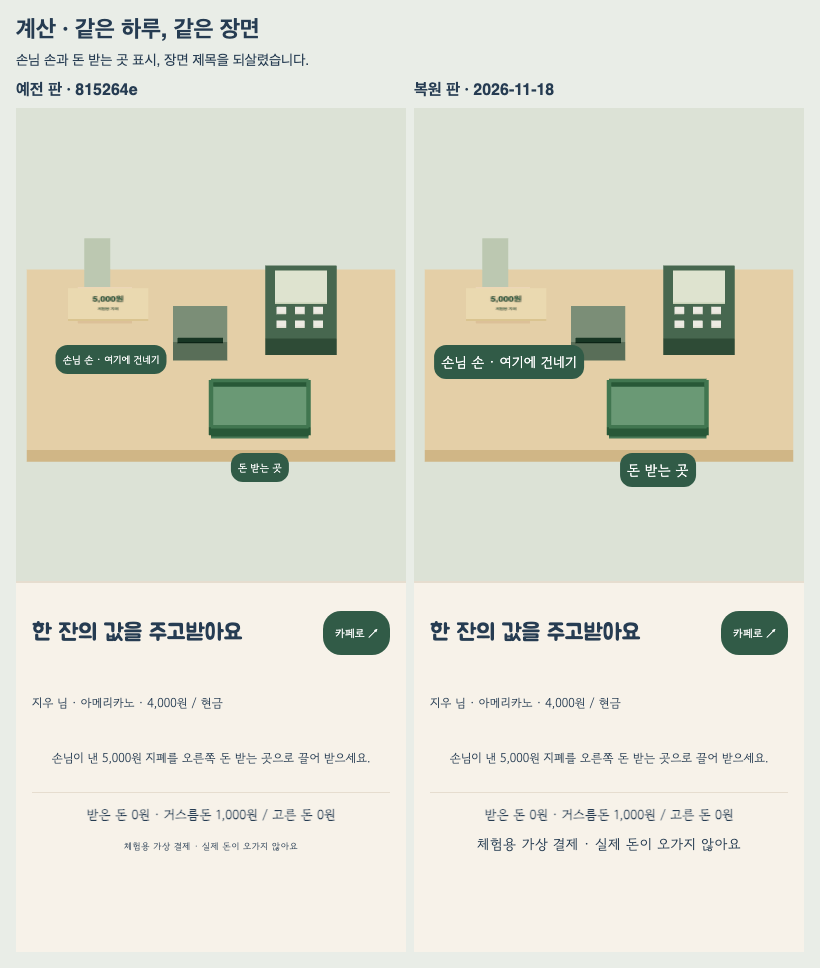 계산 · 같은 하루, 같은 장면
손님 손과 돈 받는 곳 표시, 장면 제목을 되살렸습니다.
예전 판 · 815264e
5,000원
손님 손 · 여기에 건네기
돈 받는 곳
한 잔의 값을 주고받아요
카페로 ↗
지우 님 · 아메리카노 · 4,000원 / 현금
손님이 낸 5,000원 지폐를 오른쪽 돈 받는 곳으로 끌어 받으세요.
받은 돈 0원 · 거스름돈 1,000원 / 고른 돈 0원
체험용 가상 결제 · 실제 돈이 오가지 않아요
복원 판 · 2026-11-18
5,000원
손님 손 · 여기에 건네기
돈 받는 곳
한 잔의 값을 주고받아요
카페로 ↗
지우 님 · 아메리카노 · 4,000원 / 현금
손님이 낸 5,000원 지폐를 오른쪽 돈 받는 곳으로 끌어 받으세요.
받은 돈 0원 · 거스름돈 1,000원 / 고른 돈 0원
체험용 가상 결제 · 실제 돈이 오가지 않아요